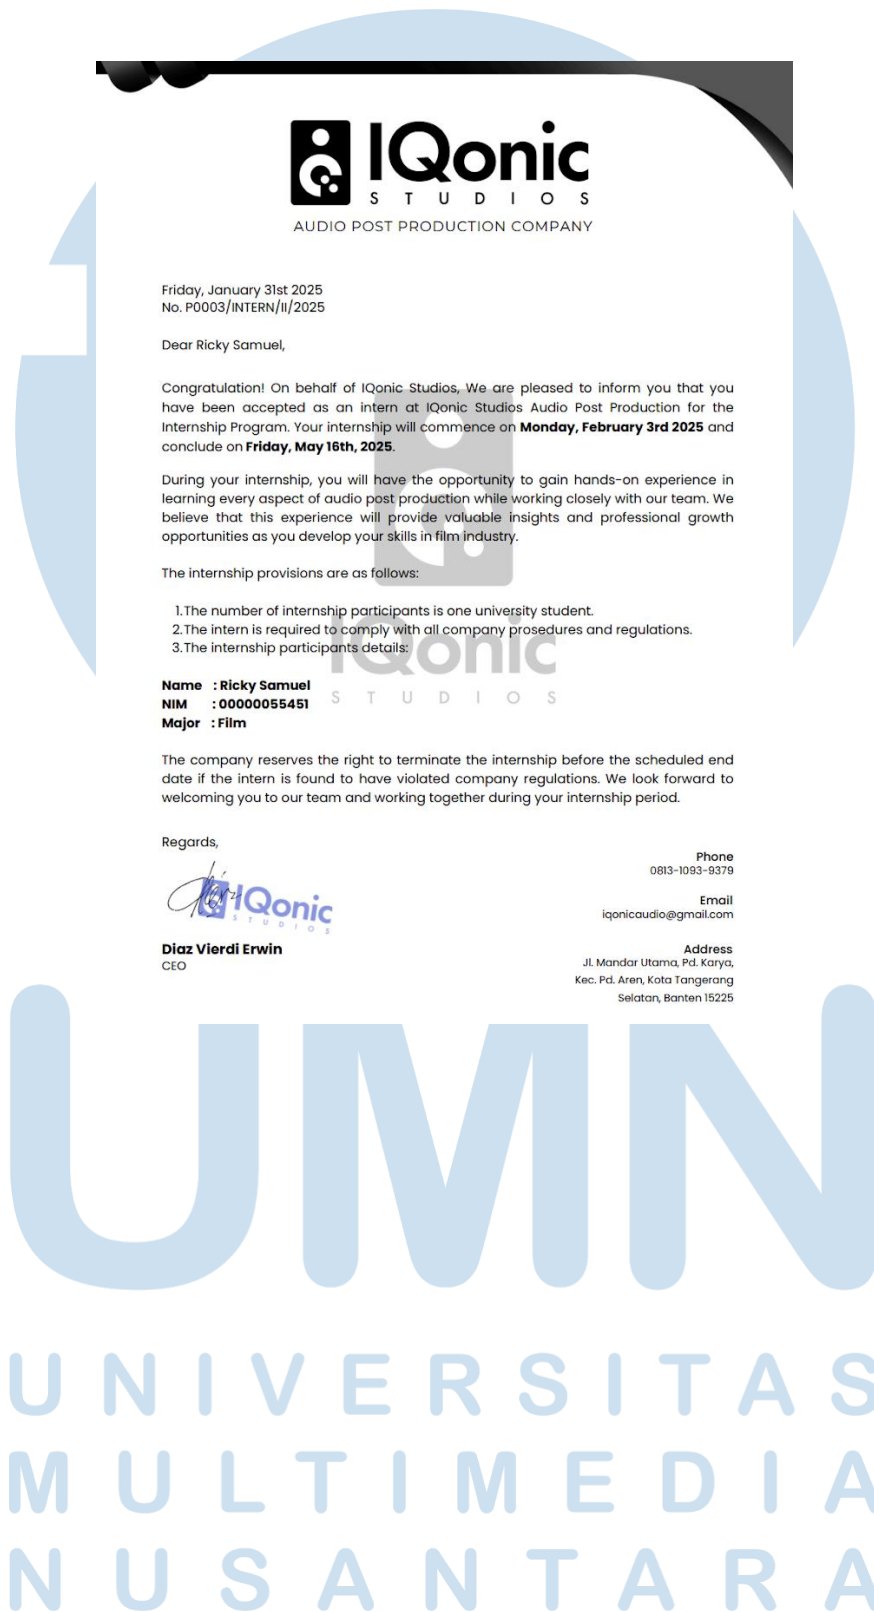 IQonic
STUDIOS
AUDIO POST PRODUCTION COMPANY
Friday, January 31st 2025
No. P0003/INTERN/II/2025
Dear Ricky Samuel,
Congratulation! On behalf of IQonic Studios, We are pleased to inform you that you
have been accepted as an intern at IQonic Studios Audio Post Production for the
Internship Program. Your internship will commence on Monday, February 3rd 2025 and
conclude on Friday, May 16th, 2025.
During your internship, you will have the opportunity to gain hands-on experience in
learning every aspect of audio post production while working closely with our team. We
believe that this experience will provide valuable insights and professional growth
opportunities as you develop your skills in film industry.
The internship provisions are as follows:
1.The number of internship participants is one university student.
2.The intern is required to comply with all company prosedures and regulations.
3.The internship participants details:
IQonic
STUDIOS
Name : Ricky Samuel
NIM : 00000055451
Major : Film
The company reserves the right to terminate the internship before the scheduled end
date if the intern is found to have violated company regulations. We look forward to
welcoming you to our team and working together during your internship period.
Regards,
IQonic
STUDIOS
Diaz Vierdi Erwin
CEO
Phone
0813-1093-9379
Email
iqonicaudio@gmail.com
Address
Jl. Mandar Utama, Pd. Karya,
Kec. Pd. Aren, Kota Tangerang
Selatan, Banten 15225
UMN
UNIVERSITAS
MULTIMEDIA
NUSANTARA